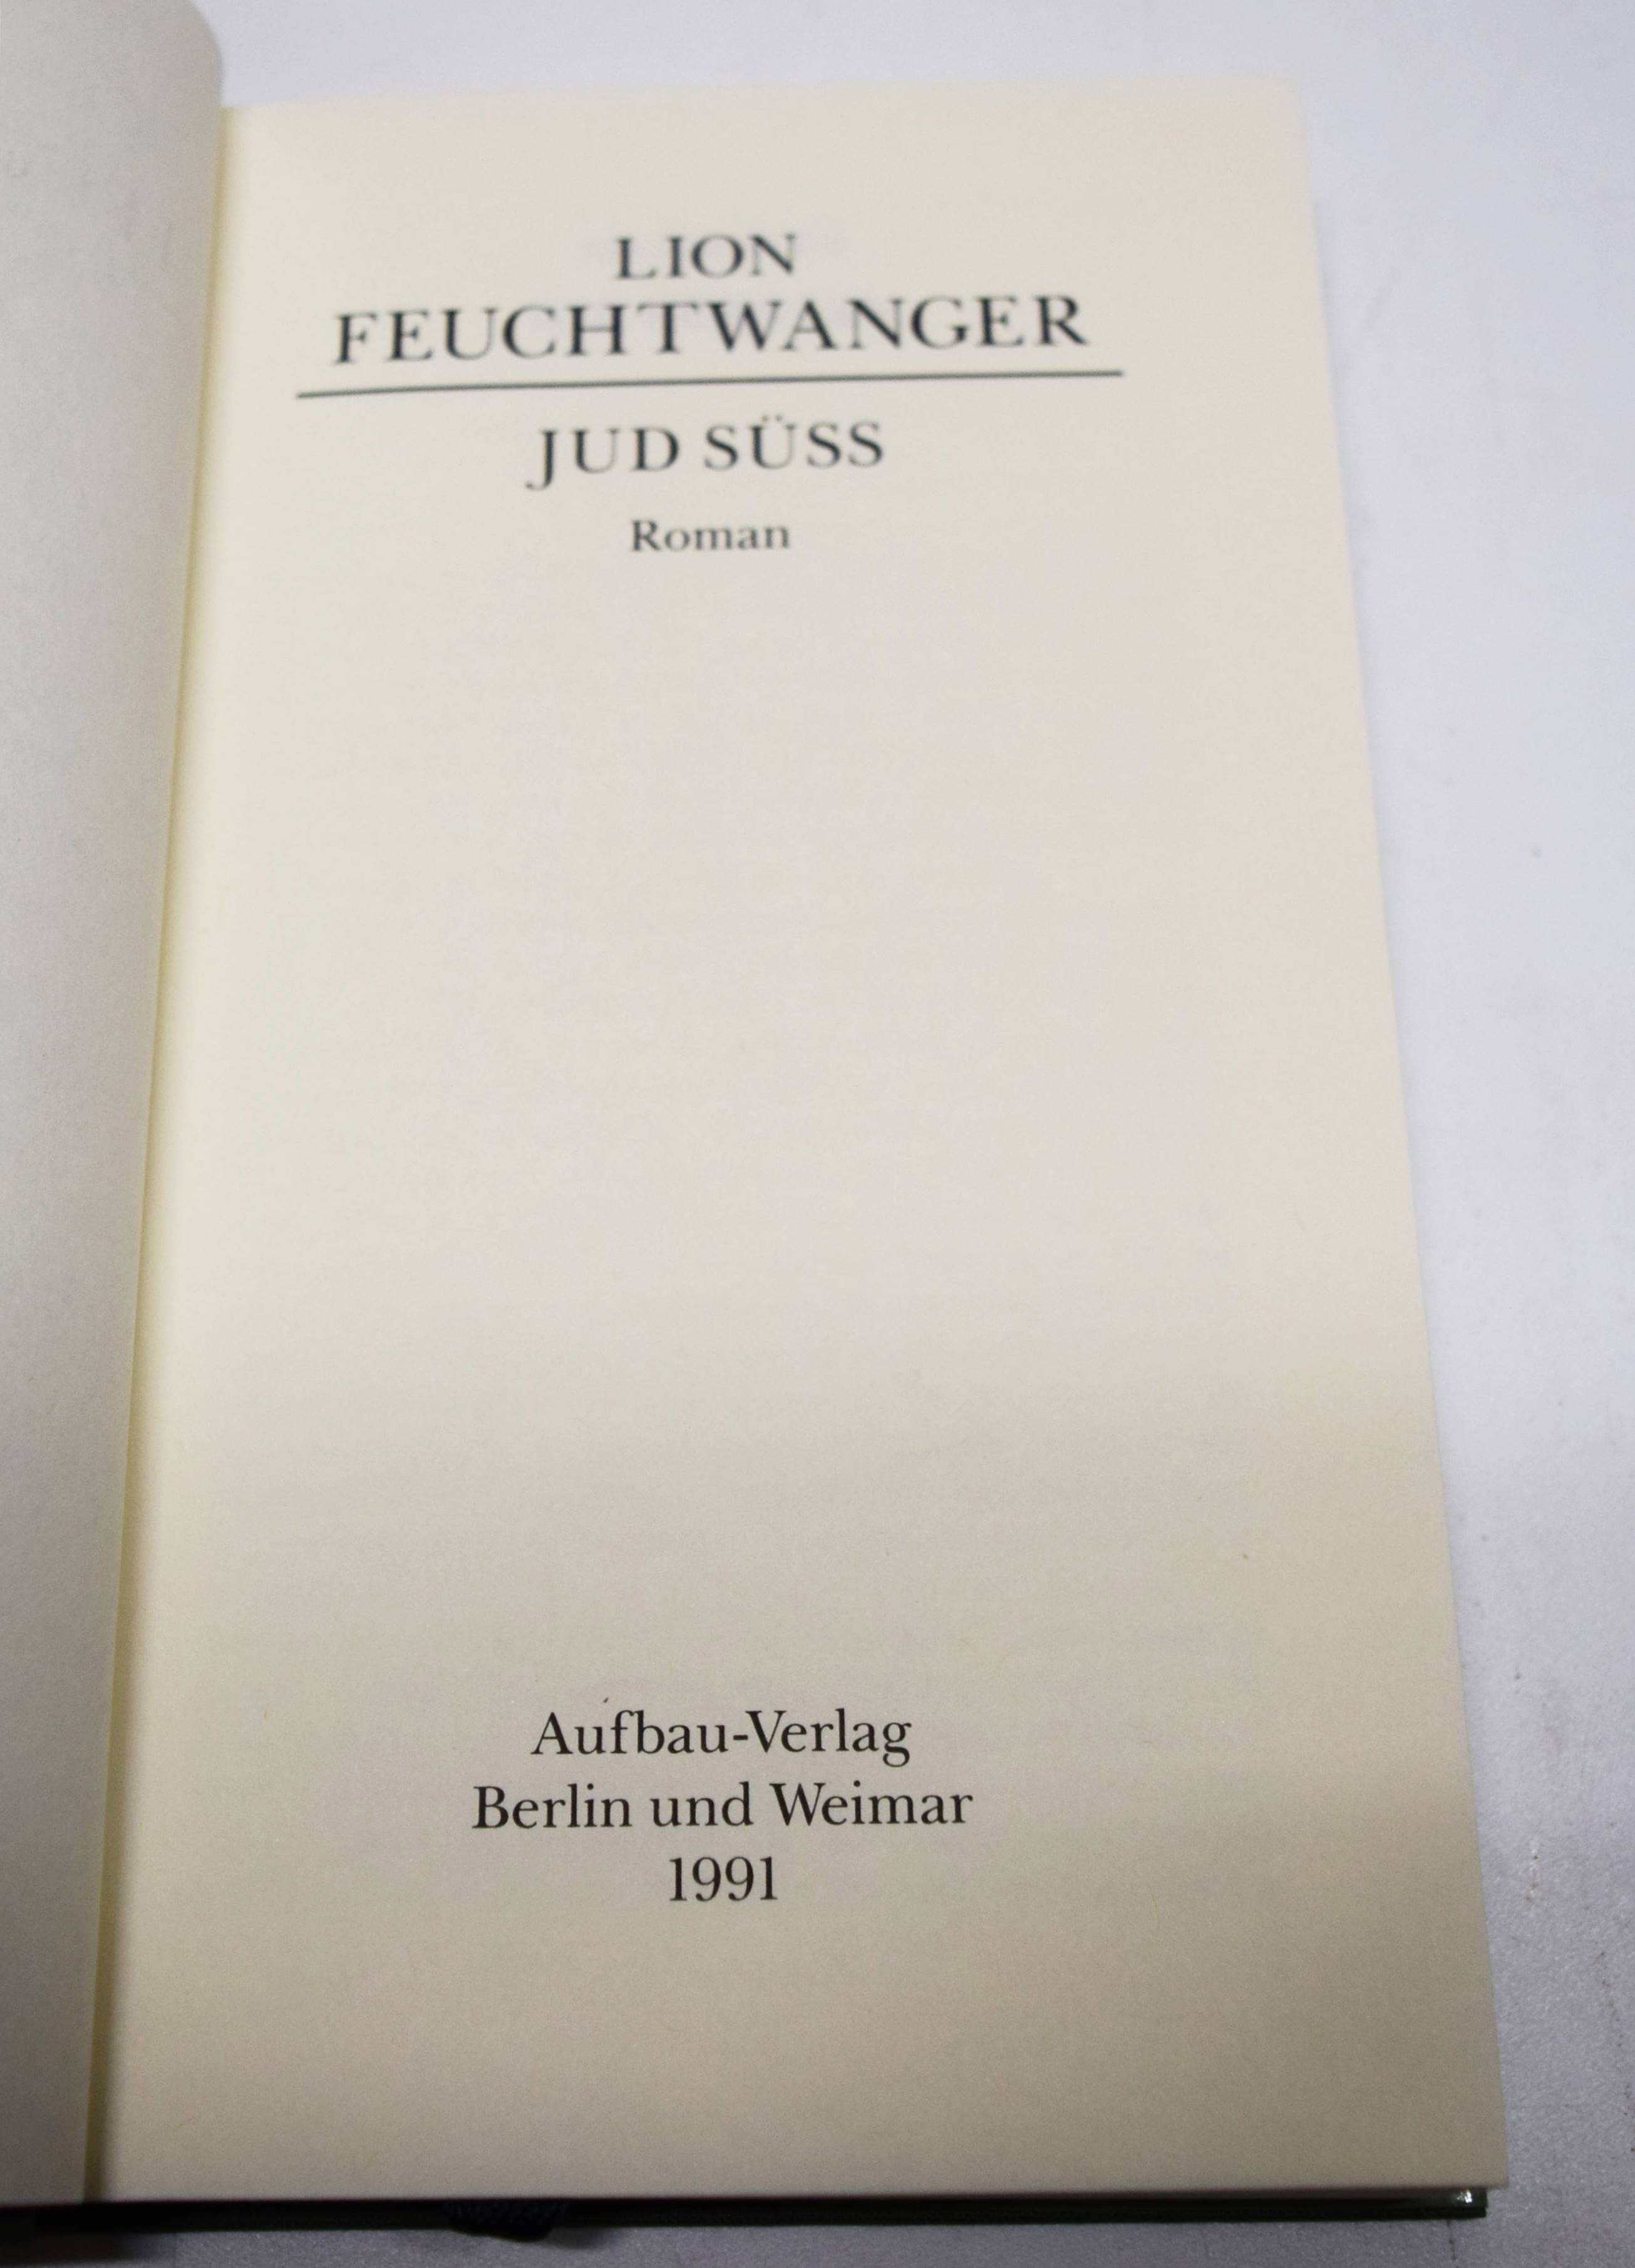 LION
FEUCHTWANGER
JUD SÜSS
Roman
Aufbau-Verlag
Berlin und Weimar
1991